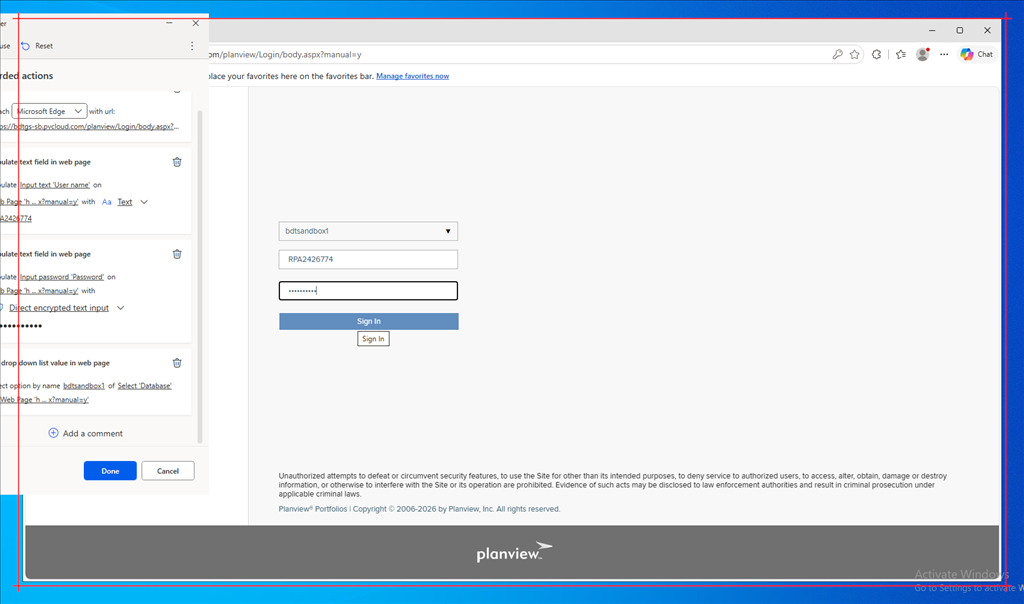 er
use
Reset
rded actions
ach Microsoft Edge with url:
ps://bdtgs-sb.pvcloud.com/planview/Login/body.aspx?...
ulate text field in web page
ulate Input text 'User name' on
b Page 'h ... x?manual=y' with Aa Text
A2426774
ulate text field in web page
ulate Input password 'Password' on
b Page 'h ... x?manual=y' with
Direct encrypted text input
••••••••••
drop down list value in web page
ect option by name bdtsandbox1 of Select 'Database'
Web Page 'h ... x?manual=y'
Add a comment
Done Cancel
om/planview/Login/body.aspx?manual=y
Chat
place your favorites here on the favorites bar. Manage favorites now
bdtsandbox1
RPA2426774
••••••••••
Sign In
Sign In
Unauthorized attempts to defeat or circumvent security features, to use the Site for other than its intended purposes, to deny service to authorized users, to access, alter, obtain, damage or destroy
information, or otherwise to interfere with the Site or its operation are prohibited. Evidence of such acts may be disclosed to law enforcement authorities and result in criminal prosecution under
applicable criminal laws.
Planview® Portfolios | Copyright © 2006-2026 by Planview, Inc. All rights reserved.
planview
Activate Windows
Go to Settings to activate W